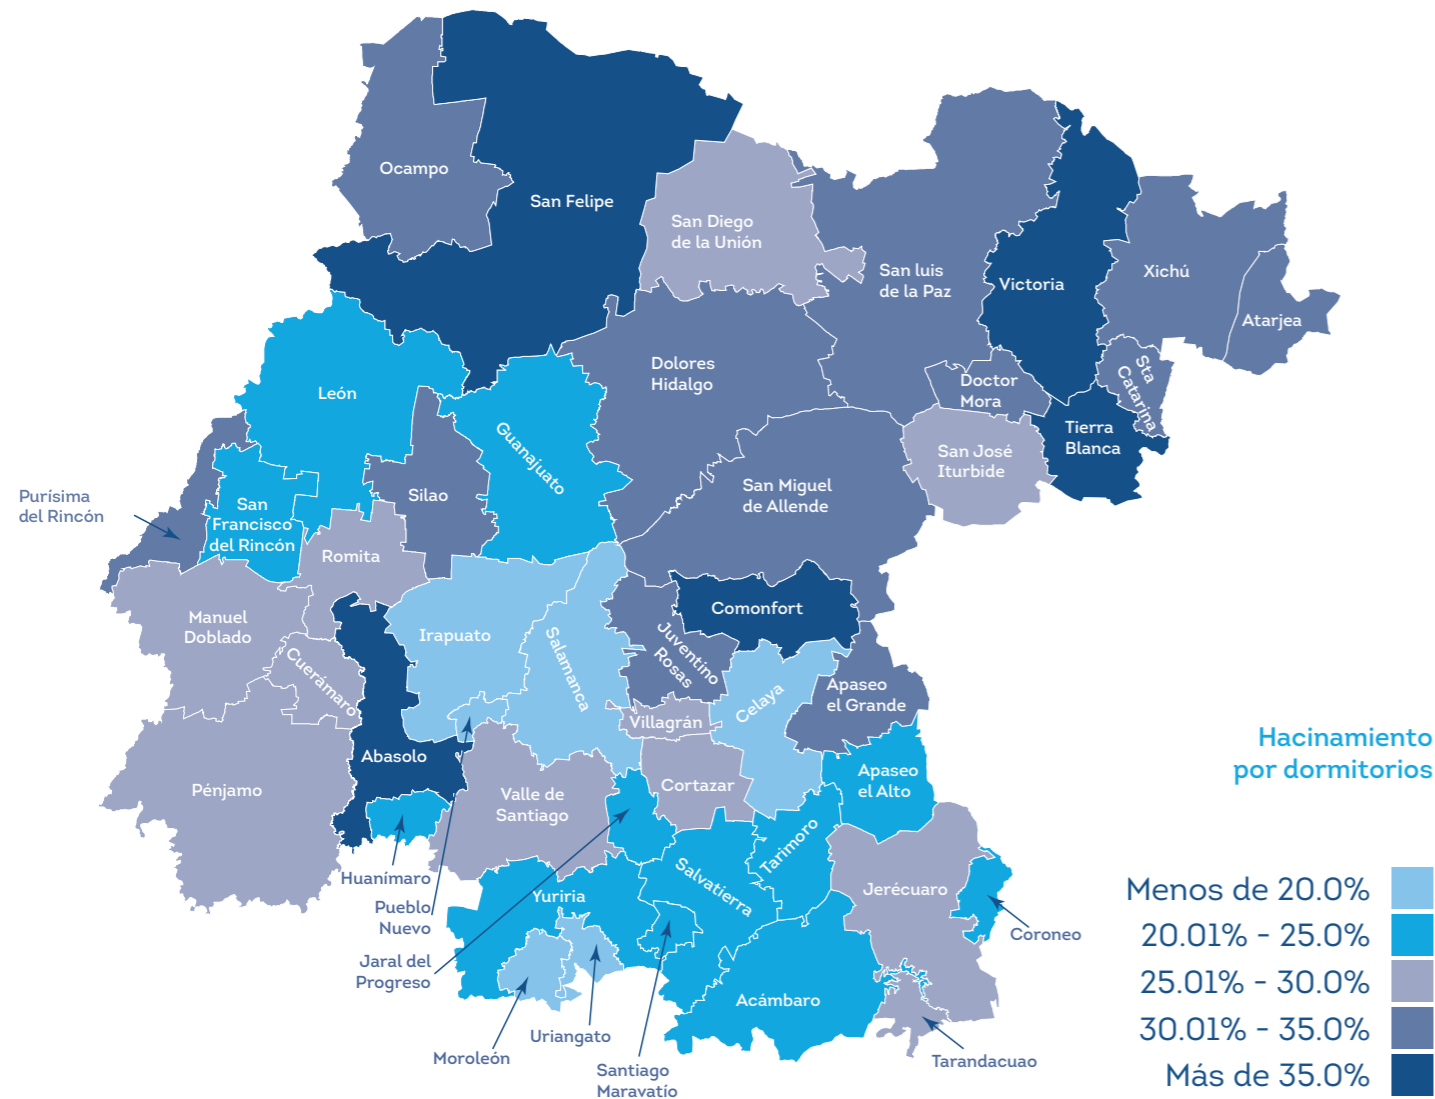 Ocampo
San Felipe
San Diego
de la Unión
San luis
de la Paz
Victoria
Xichú
Atarjea
Sta
Catarina
Doctor
Mora
Tierra
Blanca
San José
Iturbide
Dolores
Hidalgo
León
Guanajuato
San Miguel
de Allende
Silao
Purísima
del Rincón
San
Francisco
del Rincón
Romita
Manuel
Doblado
Cuerámaro
Irapuato
Salamanca
Juventino
Rosas
Comonfort
Celaya
Apaseo
el Grande
Villagrán
Abasolo
Pénjamo
Valle de
Santiago
Cortazar
Apaseo
el Alto
Tarimoro
Salvatierra
Jerécuaro
Huanímaro
Pueblo
Nuevo
Yuriria
Jaral del
Progreso
Coroneo
Acámbaro
Moroleón
Uriangato
Santiago
Maravatío
Tarandacuao
Hacinamiento
por dormitorios
Menos de 20.0%
20.01% - 25.0%
25.01% - 30.0%
30.01% - 35.0%
Más de 35.0%